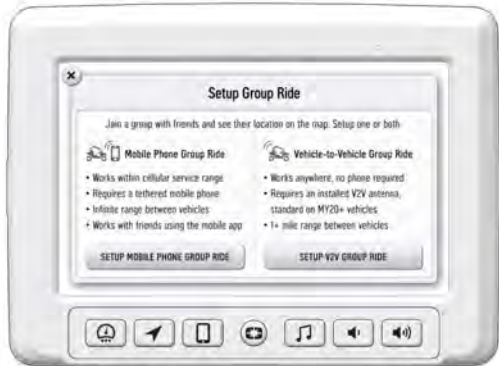 Setup Group Ride
Join a group with friends and see their location on the map. Setup one or both
Mobile Phone Group Ride
• Works within cellular service range
• Requires a tethered mobile phone
• Infinite range between vehicles
• Works with friends using the mobile app
SETUP MOBILE PHONE GROUP RIDE
Vehicle-to-Vehicle Group Ride
• Works anywhere, no phone required
• Requires an installed V2V antenna,
standard on MY20+ vehicles
• 1+ mile range between vehicles
SETUP V2V GROUP RIDE